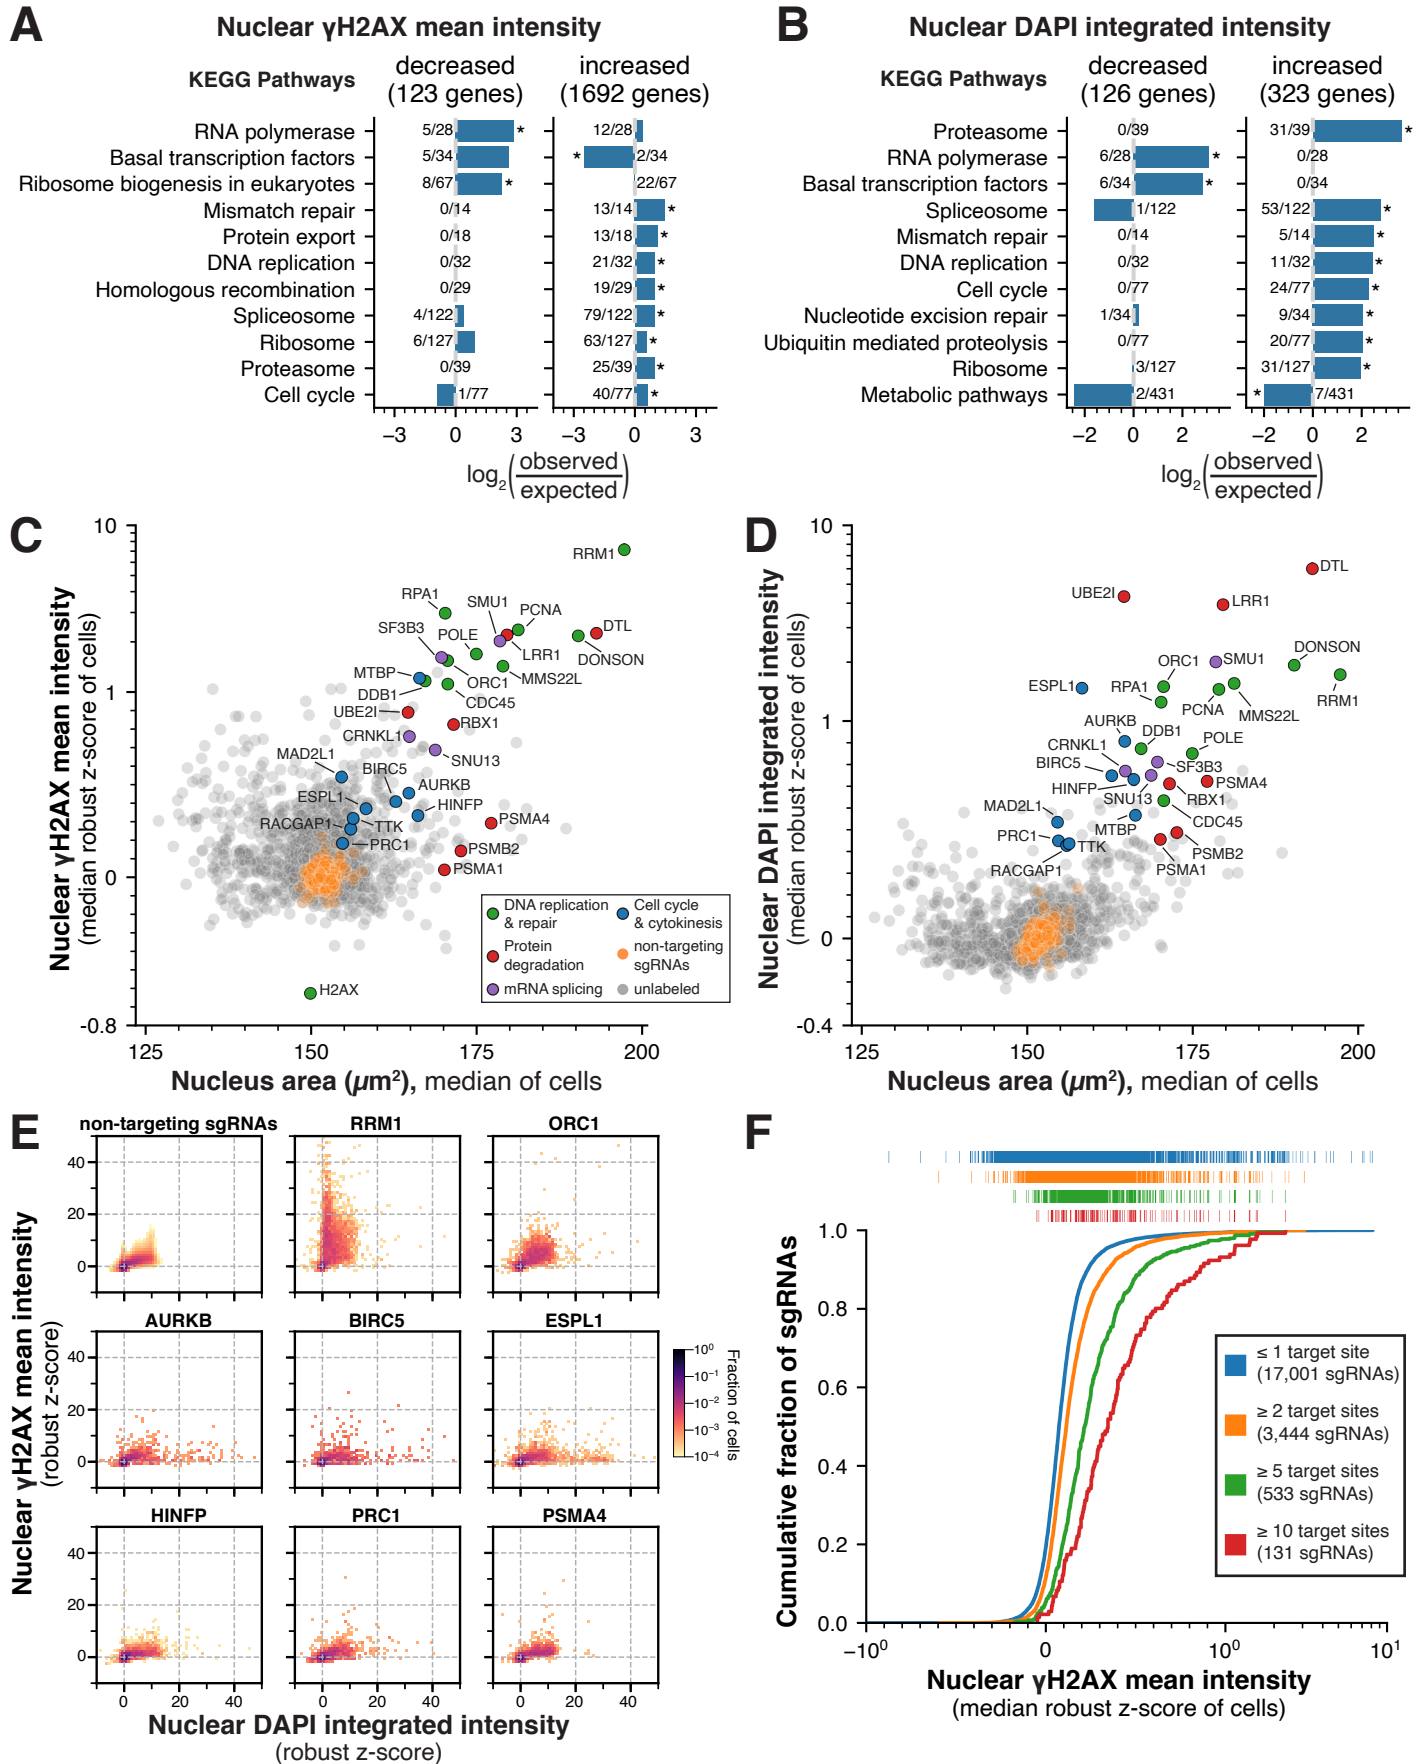 A
Nuclear γH2AX mean intensity
KEGG Pathways
decreased
(123 genes)
increased
(1692 genes)
RNA polymerase 5/28 * 12/28
Basal transcription factors 5/34 * 2/34
Ribosome biogenesis in eukaryotes 8/67 * 22/67
Mismatch repair 0/14 13/14 *
Protein export 0/18 13/18 *
DNA replication 0/32 21/32 *
Homologous recombination 0/29 19/29 *
Spliceosome 4/122 79/122 *
Ribosome 6/127 63/127 *
Proteasome 0/39 25/39 *
Cell cycle 1/77 40/77 *
−3 0 3 −3 0 3
log2(observed/expected)
B
Nuclear DAPI integrated intensity
KEGG Pathways
decreased
(126 genes)
increased
(323 genes)
Proteasome 0/39 31/39 *
RNA polymerase 6/28 * 0/28
Basal transcription factors 6/34 * 0/34
Spliceosome 1/122 53/122 *
Mismatch repair 0/14 5/14 *
DNA replication 0/32 11/32 *
Cell cycle 0/77 24/77 *
Nucleotide excision repair 1/34 9/34 *
Ubiquitin mediated proteolysis 0/77 20/77 *
Ribosome 3/127 31/127 *
Metabolic pathways 2/431 * 7/431
−2 0 2 −2 0 2
log2(observed/expected)
C
Nuclear γH2AX mean intensity
(median robust z-score of cells)
10
1
0
-0.8
RRM1
RPA1
SMU1
PCNA
SF3B3
POLE
DTL
LRR1
DONSON
MTBP
ORC1
MMS22L
DDB1
CDC45
UBE2I
RBX1
CRNKL1
SNU13
MAD2L1
BIRC5
AURKB
ESPL1
HINFP
RACGAP1
TTK
PSMA4
PRC1
PSMB2
PSMA1
H2AX
DNA replication
& repair
Cell cycle
& cytokinesis
Protein
degradation
non-targeting
sgRNAs
mRNA splicing
unlabeled
125 150 175 200
Nucleus area (μm²), median of cells
D
Nuclear DAPI integrated intensity
(median robust z-score of cells)
10
1
0
-0.4
DTL
UBE2I
LRR1
DONSON
ORC1
SMU1
ESPL1
RPA1
RRM1
PCNA
MMS22L
AURKB
DDB1
POLE
CRNKL1
BIRC5
SF3B3
HINFP
PSMA4
SNU13
RBX1
MAD2L1
CDC45
MTBP
PRC1
TTK
PSMB2
RACGAP1
PSMA1
125 150 175 200
Nucleus area (μm²), median of cells
E
Nuclear γH2AX mean intensity
(robust z-score)
non-targeting sgRNAs RRM1 ORC1
40
20
0
AURKB BIRC5 ESPL1
40
20
0
HINFP PRC1 PSMA4
40
20
0
0 20 40 0 20 40 0 20 40
Nuclear DAPI integrated intensity
(robust z-score)
10⁰
10⁻¹
10⁻²
10⁻³
10⁻⁴
Fraction of cells
F
Cumulative fraction of sgRNAs
1.0
0.8
0.6
0.4
0.2
0.0
≤ 1 target site
(17,001 sgRNAs)
≥ 2 target sites
(3,444 sgRNAs)
≥ 5 target sites
(533 sgRNAs)
≥ 10 target sites
(131 sgRNAs)
−10⁰ 0 10⁰ 10¹
Nuclear γH2AX mean intensity
(median robust z-score of cells)